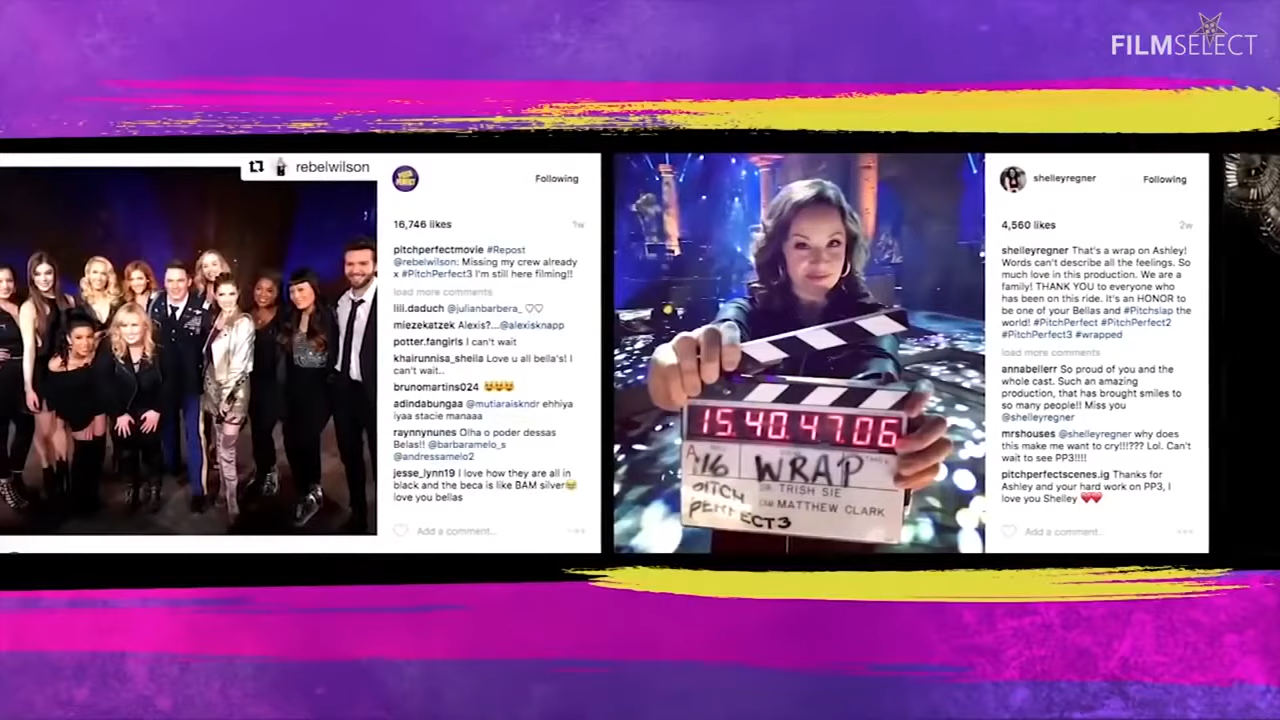 FILMSELECT
rebelwilson
Following
16,746 likes
1w
pitchperfectmovie #Repost
@rebelwilson: Missing my crew already
x #PitchPerfect3 I'm still here filming!!
load more comments
lili.daduch @julianbarbera_ ♡♡
miezekatzek Alexis?...@alexisknapp
potter.fangirls I can't wait
khairunnisa_sheila Love u all bella's! I
can't wait..
brunomartins024 😻😻😻
adindabungaa @mutiaraiskndr ehhiya
iyaa stacie manaaa
raynnynunes Olha o poder dessas
Belas!! @barbaramelo_s
@andressamelo2
jesse_lynn19 I love how they are all in
black and the beca is like BAM silver😂
love you bellas
Add a comment...
shelleyregner
Following
4,560 likes
2w
shelleyregner That's a wrap on Ashley!
Words can't describe all the feelings. So
much love in this production. We are a
family! THANK YOU to everyone who
has been on this ride. It's an HONOR to
be one of your Bellas and #Pitchslap the
world! #PitchPerfect #PitchPerfect2
#PitchPerfect3 #wrapped
load more comments
annabellerr So proud of you and the
whole cast. Such an amazing
production, that has brought smiles to
so many people!! Miss you
@shelleyregner
mrshouses @shelleyregner why does
this make me want to cry!!!??? Lol. Can't
wait to see PP3!!!!
pitchperfectscenes.ig Thanks for
Ashley and your hard work on PP3, I
love you Shelley ❤❤
Add a comment...
15.40.47.06
A 116 WRAP
DIR. TRISH SIE
PITCH
CAM MATTHEW CLARK
PERFECT3